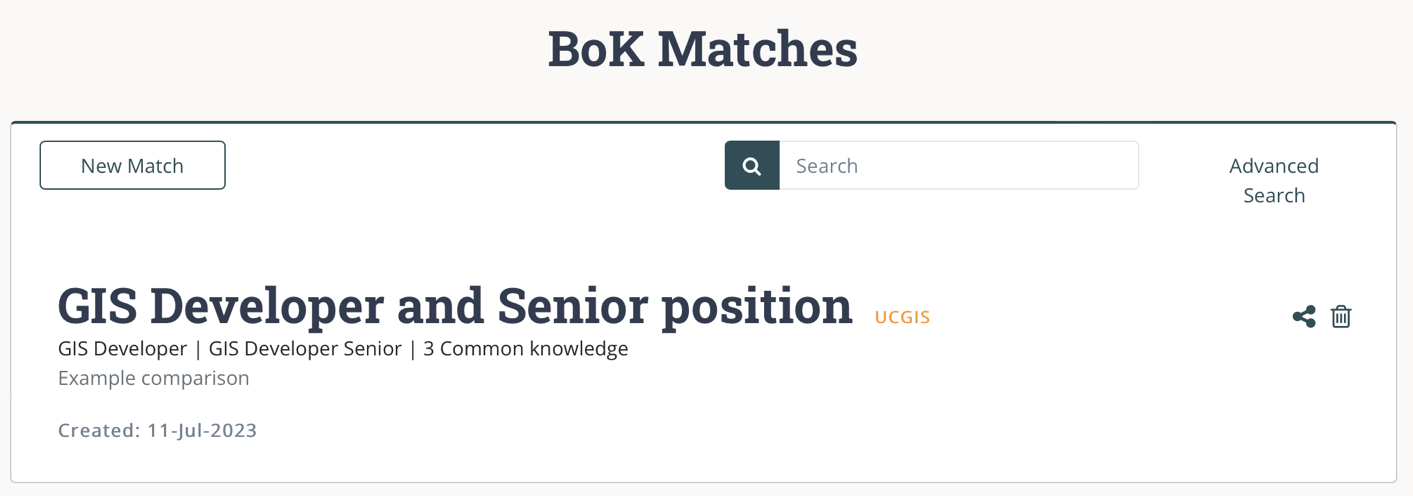 BoK Matches
New Match
Search
Advanced
Search
GIS Developer and Senior position UCGIS
GIS Developer | GIS Developer Senior | 3 Common knowledge
Example comparison
Created: 11-Jul-2023